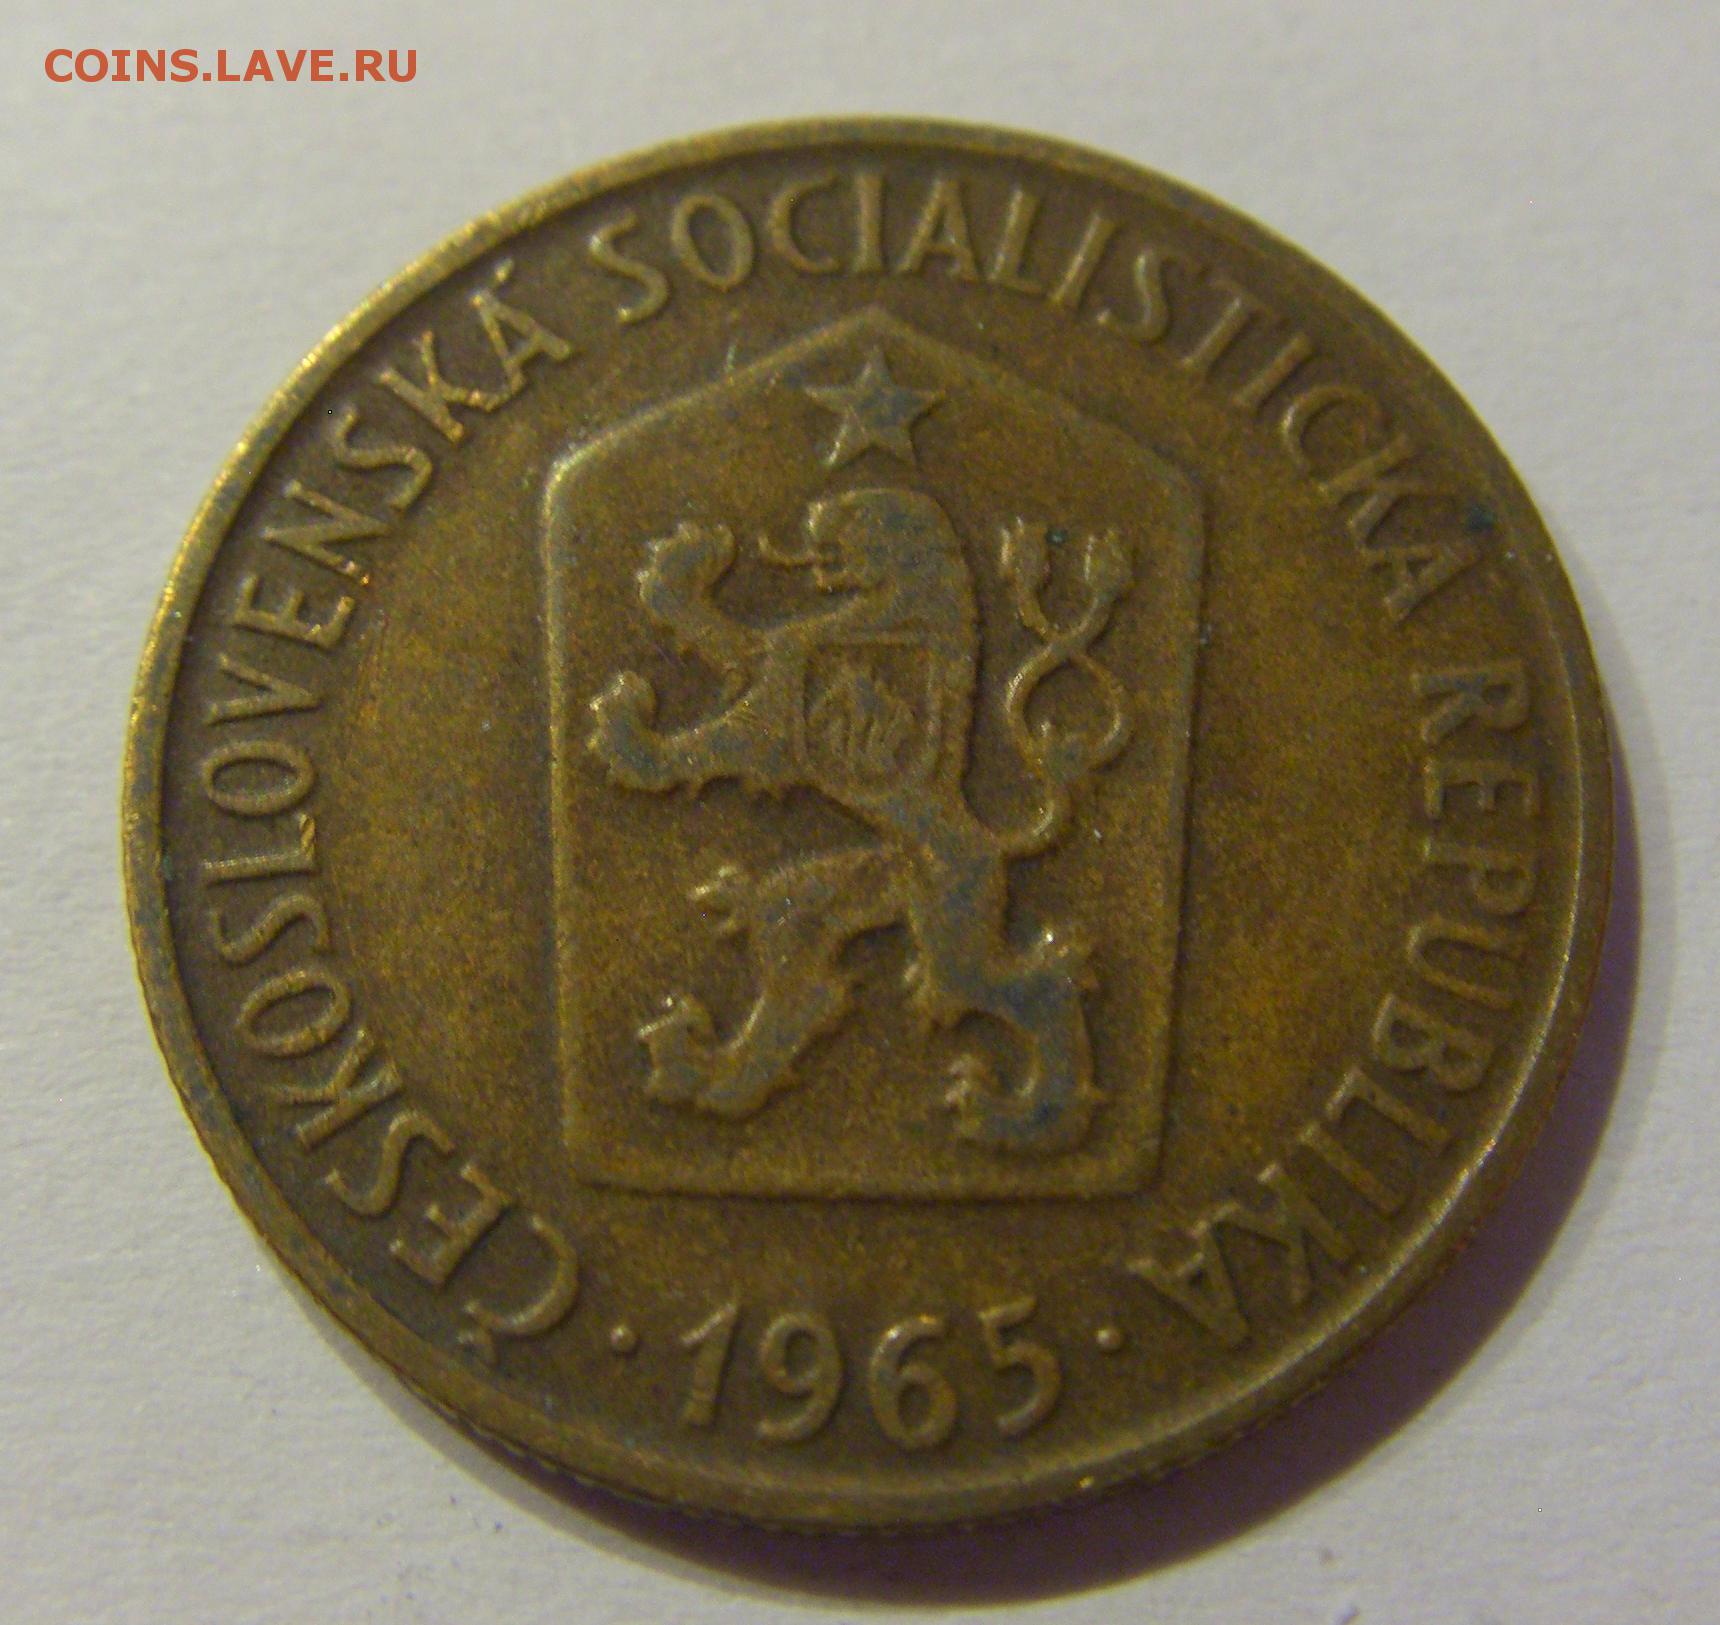 COINS.LAVE.RU
ČESKOSLOVENSKÁ SOCIALISTICKÁ REPUBLIKA
· 1965 ·